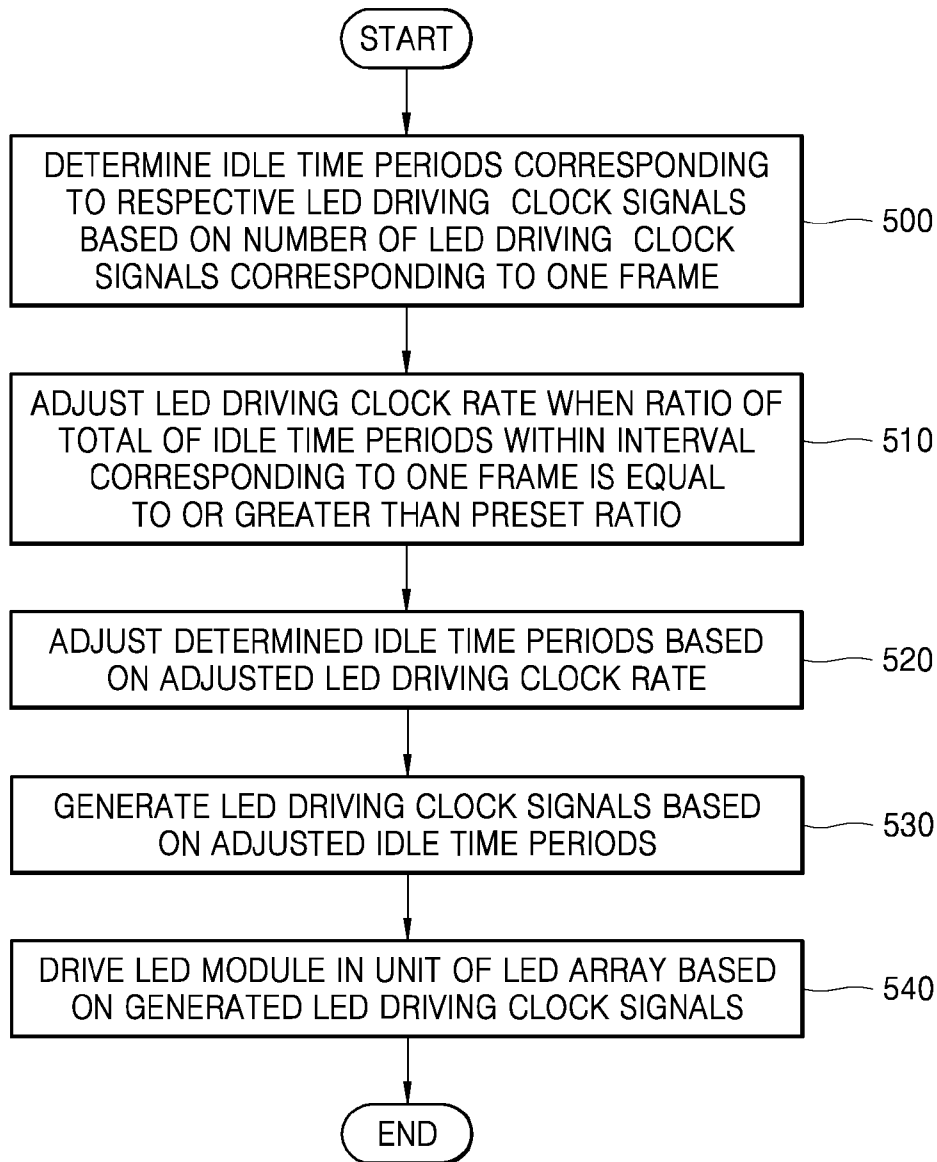 START
DETERMINE IDLE TIME PERIODS CORRESPONDING
TO RESPECTIVE LED DRIVING CLOCK SIGNALS
BASED ON NUMBER OF LED DRIVING CLOCK
SIGNALS CORRESPONDING TO ONE FRAME
500
ADJUST LED DRIVING CLOCK RATE WHEN RATIO OF
TOTAL OF IDLE TIME PERIODS WITHIN INTERVAL
CORRESPONDING TO ONE FRAME IS EQUAL
TO OR GREATER THAN PRESET RATIO
510
ADJUST DETERMINED IDLE TIME PERIODS BASED
ON ADJUSTED LED DRIVING CLOCK RATE
520
GENERATE LED DRIVING CLOCK SIGNALS BASED
ON ADJUSTED IDLE TIME PERIODS
530
DRIVE LED MODULE IN UNIT OF LED ARRAY BASED
ON GENERATED LED DRIVING CLOCK SIGNALS
540
END